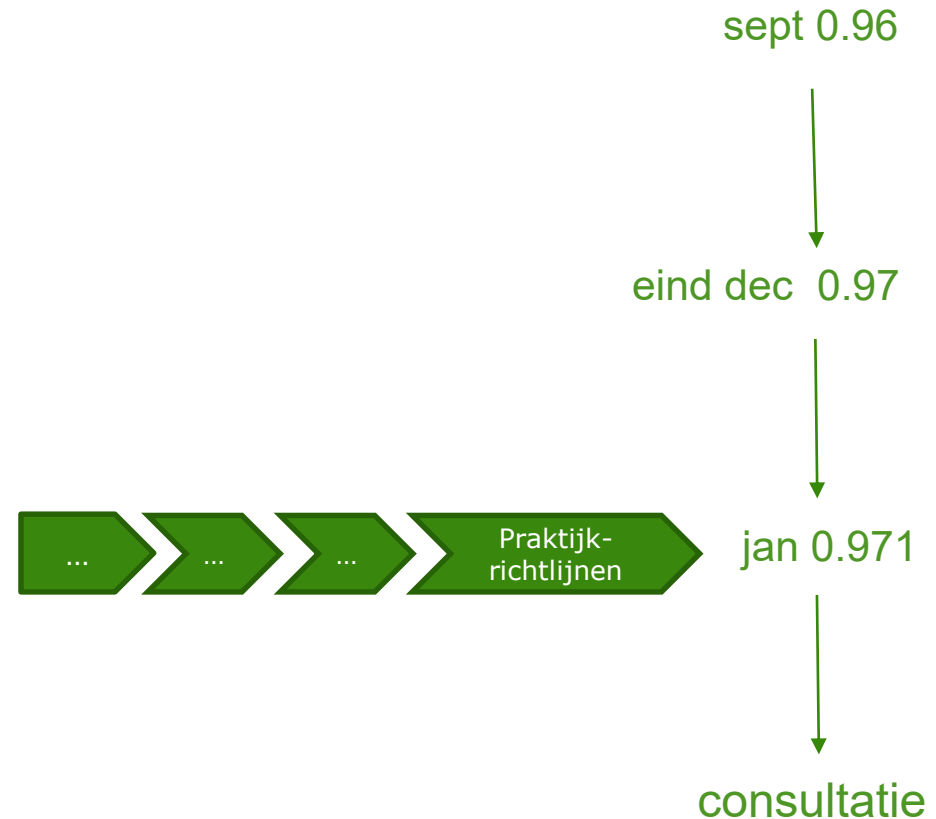 sept 0.96
eind dec 0.97
... ... ... Praktijk-
richtlijnen
jan 0.971
consultatie